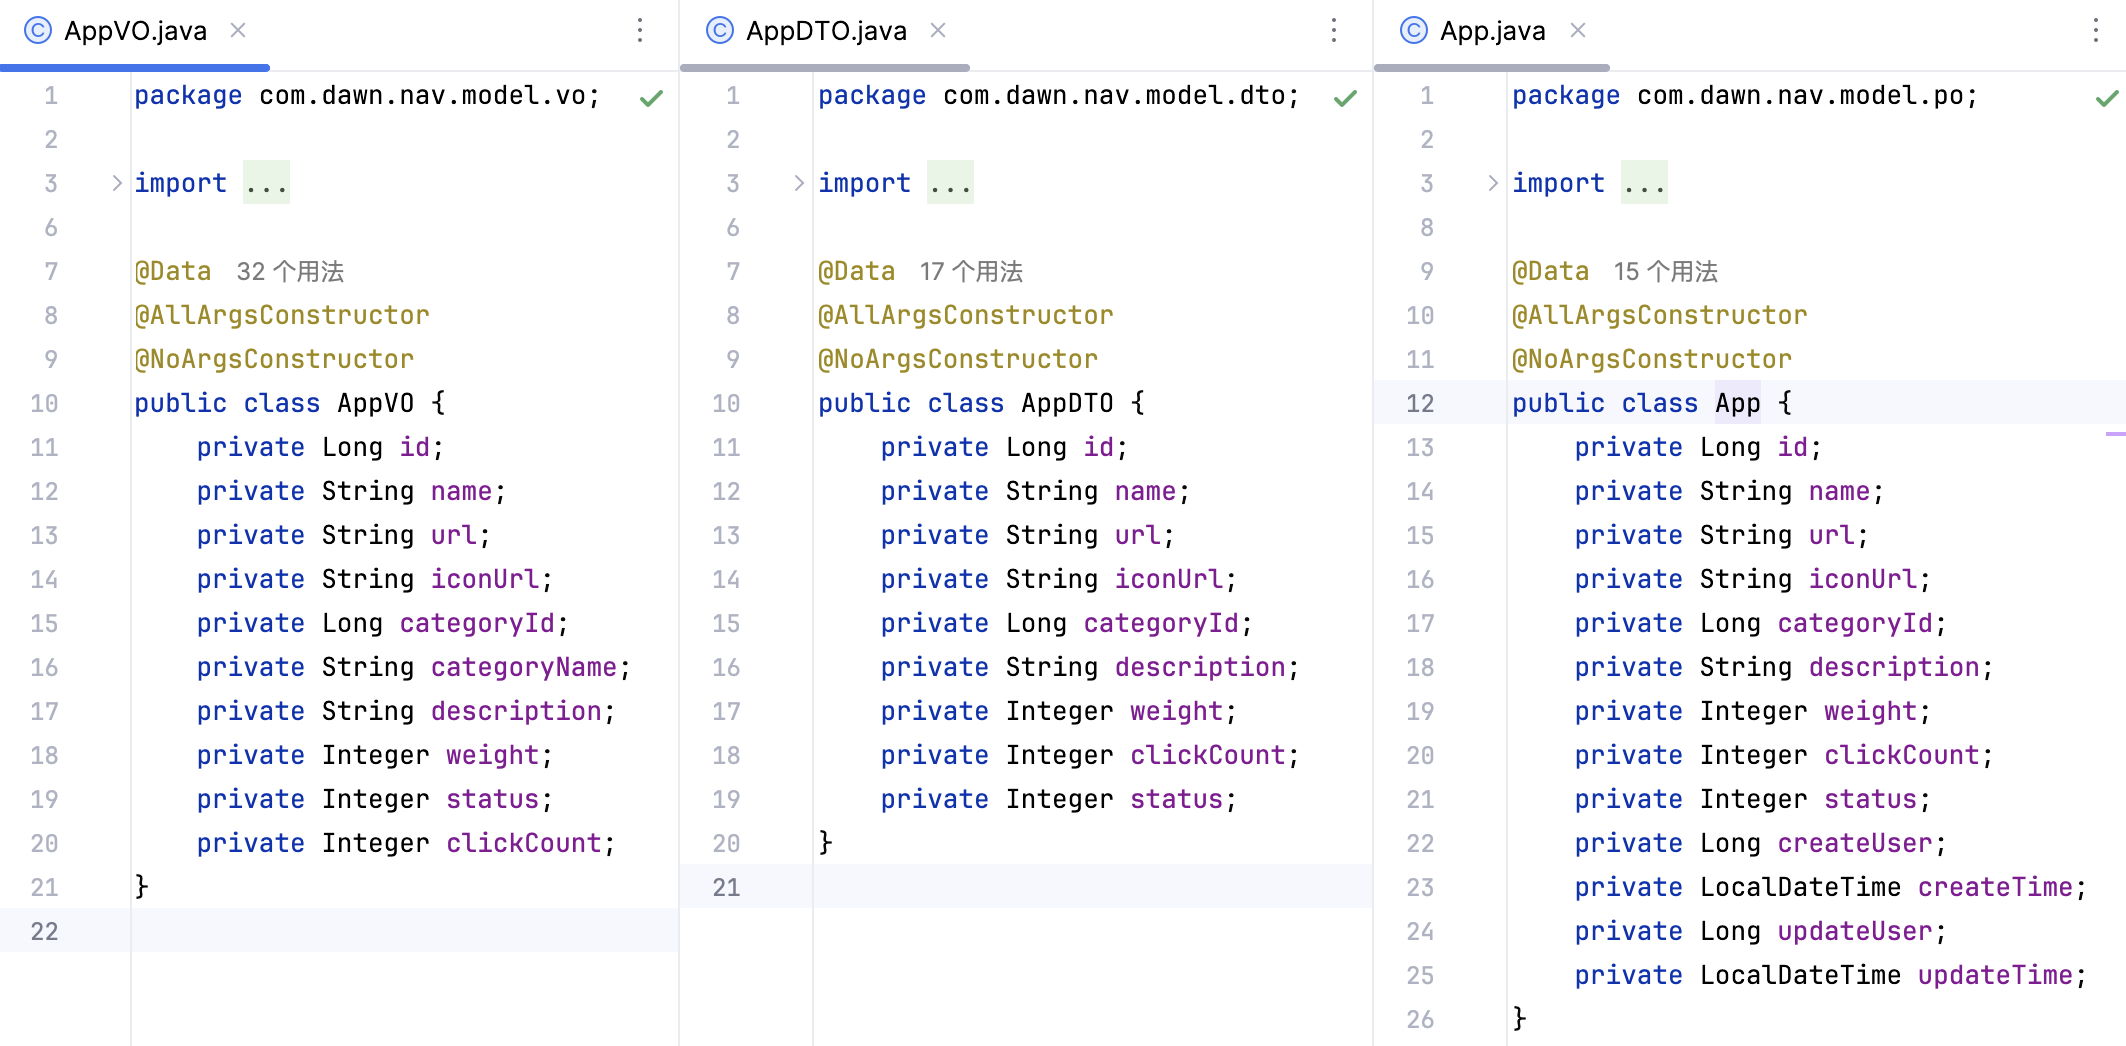 AppVO.java
1 package com.dawn.nav.model.vo;
2
3 import ...
6
7 @Data 32 个用法
8 @AllArgsConstructor
9 @NoArgsConstructor
10 public class AppVO {
11     private Long id;
12     private String name;
13     private String url;
14     private String iconUrl;
15     private Long categoryId;
16     private String categoryName;
17     private String description;
18     private Integer weight;
19     private Integer status;
20     private Integer clickCount;
21 }
22
AppDTO.java
1 package com.dawn.nav.model.dto;
2
3 import ...
6
7 @Data 17 个用法
8 @AllArgsConstructor
9 @NoArgsConstructor
10 public class AppDTO {
11     private Long id;
12     private String name;
13     private String url;
14     private String iconUrl;
15     private Long categoryId;
16     private String description;
17     private Integer weight;
18     private Integer clickCount;
19     private Integer status;
20 }
21
App.java
1 package com.dawn.nav.model.po;
2
3 import ...
8
9 @Data 15 个用法
10 @AllArgsConstructor
11 @NoArgsConstructor
12 public class App {
13     private Long id;
14     private String name;
15     private String url;
16     private String iconUrl;
17     private Long categoryId;
18     private String description;
19     private Integer weight;
20     private Integer clickCount;
21     private Integer status;
22     private Long createUser;
23     private LocalDateTime createTime;
24     private Long updateUser;
25     private LocalDateTime updateTime;
26 }